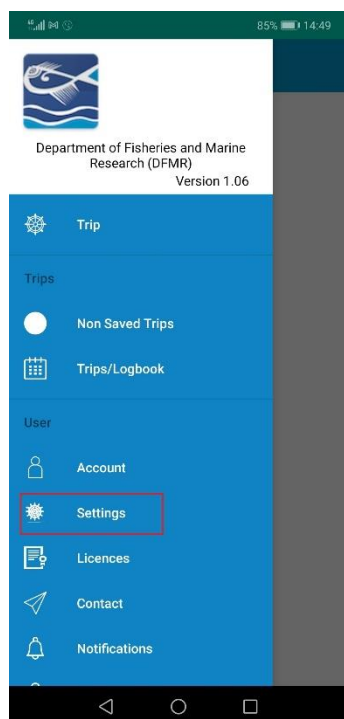 85% 14:49
Department of Fisheries and Marine
Research (DFMR)
Version 1.06
Trip
Trips
Non Saved Trips
Trips/Logbook
User
Account
Settings
Licences
Contact
Notifications